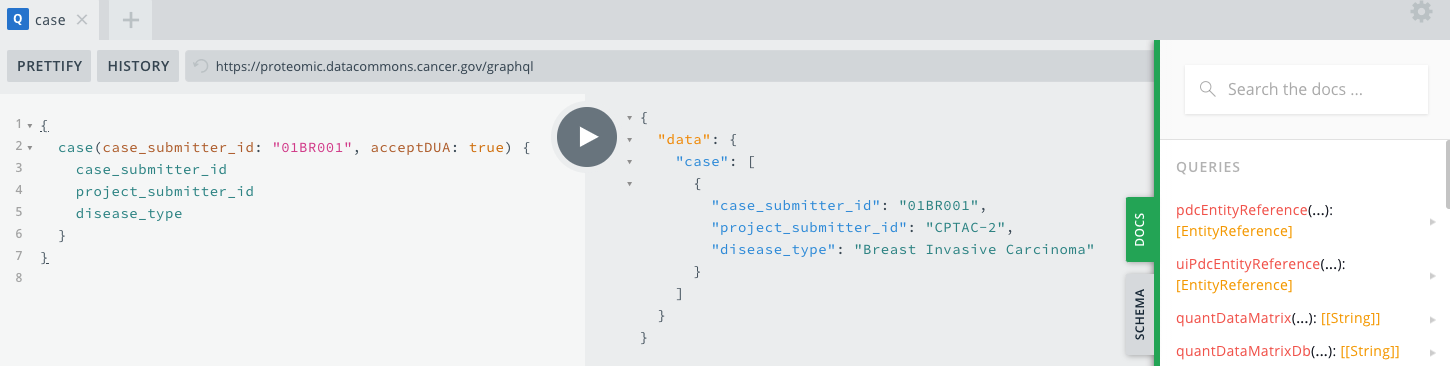 Q case
PRETTIFY HISTORY https://proteomic.datacommons.cancer.gov/graphql
1 {
2 case(case_submitter_id: "01BR001", acceptDUA: true) {
3 case_submitter_id
4 project_submitter_id
5 disease_type
6 }
7 }
8
{
"data": {
"case": [
{
"case_submitter_id": "01BR001",
"project_submitter_id": "CPTAC-2",
"disease_type": "Breast Invasive Carcinoma"
}
]
}
}
DOCS
SCHEMA
Search the docs ...
QUERIES
pdcEntityReference(...):
[EntityReference]
uiPdcEntityReference(...):
[EntityReference]
quantDataMatrix(...): [[String]]
quantDataMatrixDb(...): [[String]]